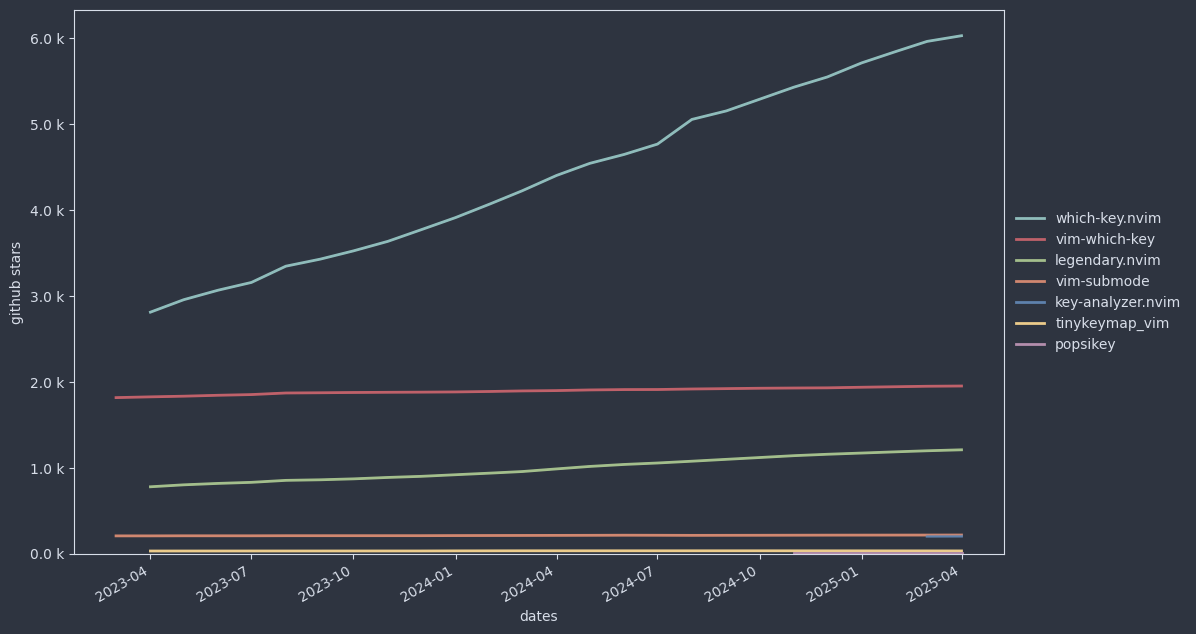 6.0 k
5.0 k
4.0 k
3.0 k
2.0 k
1.0 k
0.0 k
github stars
2023-04
2023-07
2023-10
2024-01
2024-04
2024-07
2024-10
2025-01
2025-04
dates
which-key.nvim
vim-which-key
legendary.nvim
vim-submode
key-analyzer.nvim
tinykeymap_vim
popsikey